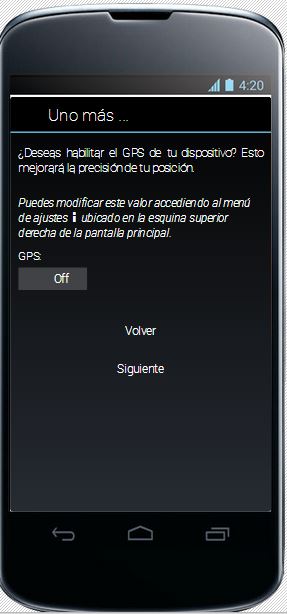 4:20
Uno más ...
¿Deseas habilitar el GPS de tu dispositivo? Esto
mejorará la precisión de tu posición.
Puedes modificar este valor accediendo al menú
de ajustes ubicado en la esquina superior
derecha de la pantalla principal.
GPS:
Off
Volver
Siguiente